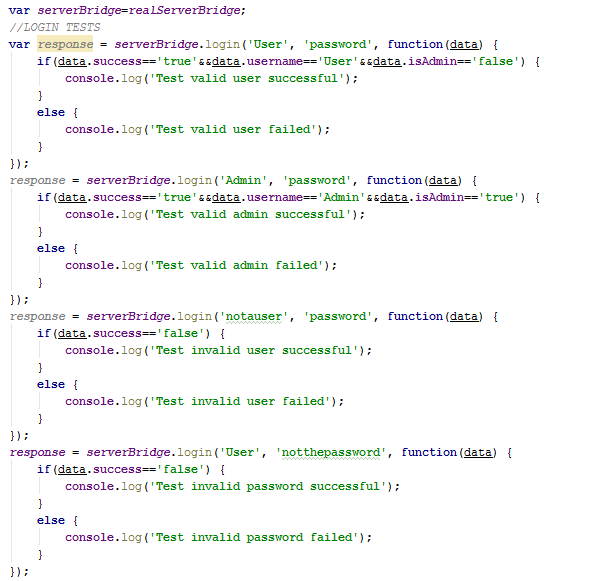 var serverBridge=realServerBridge;
//LOGIN TESTS
var response = serverBridge.login('User', 'password', function(data) {
    if(data.success=='true'&&data.username=='User'&&data.isAdmin=='false') {
        console.log('Test valid user successful');
    }
    else {
        console.log('Test valid user failed');
    }
});
response = serverBridge.login('Admin', 'password', function(data) {
    if(data.success=='true'&&data.username=='Admin'&&data.isAdmin=='true') {
        console.log('Test valid admin successful');
    }
    else {
        console.log('Test valid admin failed');
    }
});
response = serverBridge.login('notauser', 'password', function(data) {
    if(data.success=='false') {
        console.log('Test invalid user successful');
    }
    else {
        console.log('Test invalid user failed');
    }
});
response = serverBridge.login('User', 'notthepassword', function(data) {
    if(data.success=='false') {
        console.log('Test invalid password successful');
    }
    else {
        console.log('Test invalid password failed');
    }
});